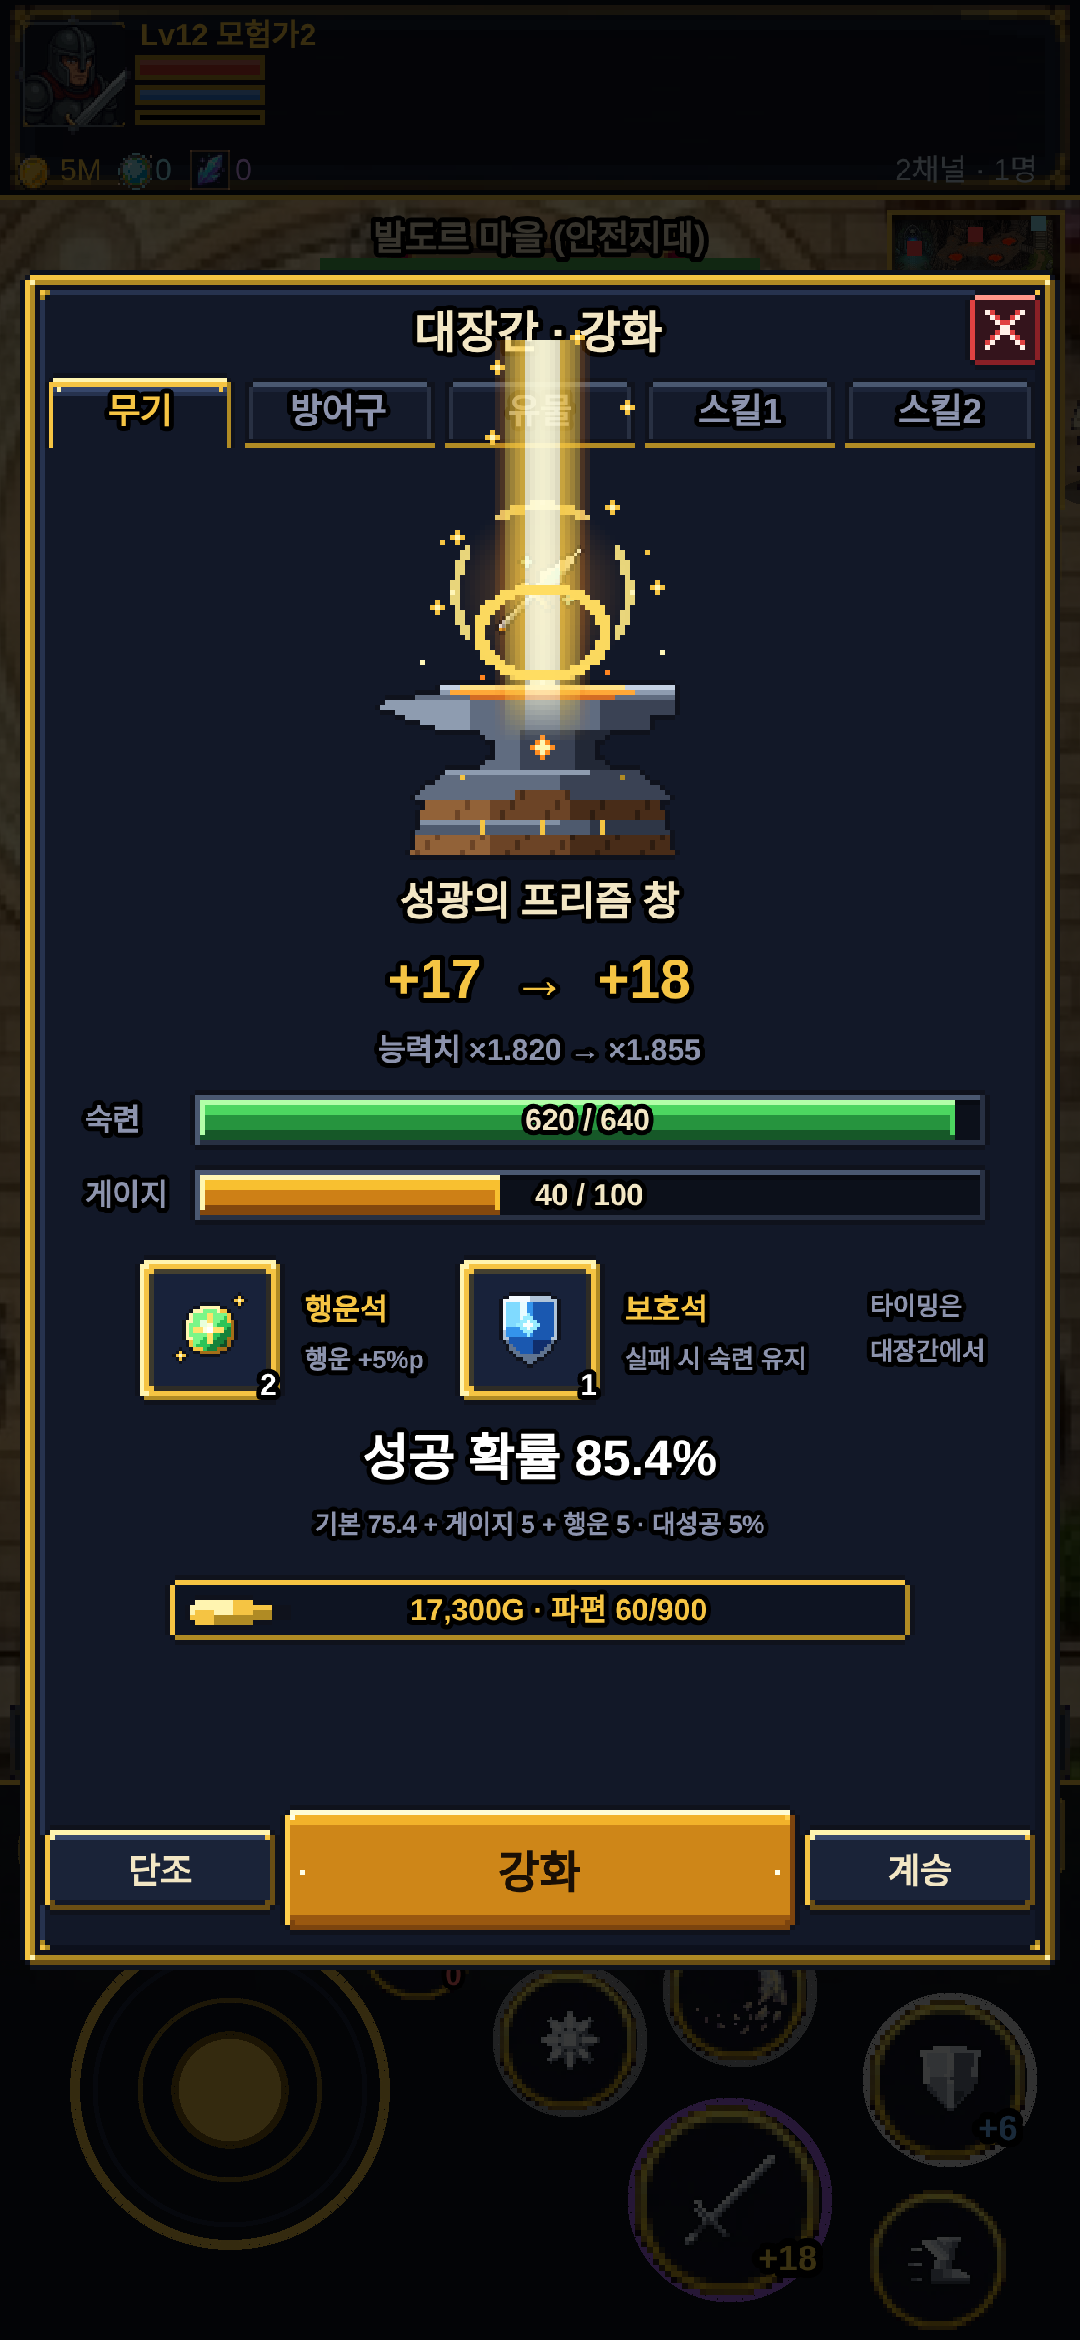 Lv12 모험가2
5M 0 0
2채널 · 1명
발도르 마을 (안전지대)
대장간 · 강화
무기 방어구 유물 스킬1 스킬2
성광의 프리즘 창
+17 → +18
능력치 ×1.820 → ×1.855
숙련 620 / 640
게이지 40 / 100
2 행운석
행운 +5%p
1 보호석
실패 시 숙련 유지
타이밍은
대장간에서
성공 확률 85.4%
기본 75.4 + 게이지 5 + 행운 5 · 대성공 5%
17,300G · 파편 60/900
단조 강화 계승
0
+6
+18